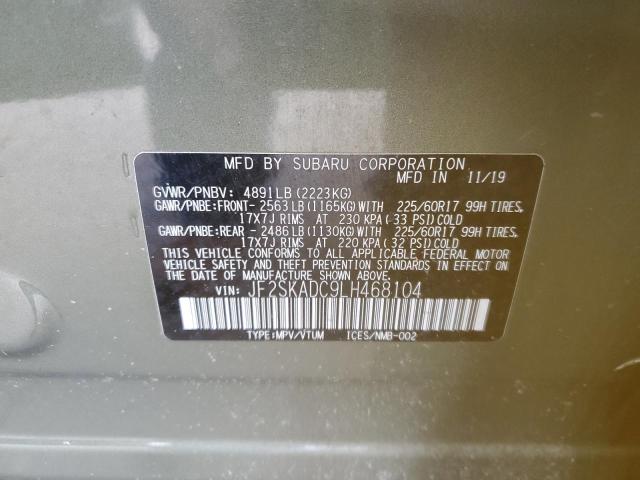 MFD BY SUBARU CORPORATION
MFD IN 11/19
GVWR/PNBV: 4891LB(2223KG)
GAWR/PNBE:FRONT- 2563LB(1165KG)WITH 225/60R17 99H TIRES,
17X7J RIMS AT 230 KPA(33 PSI)COLD
GAWR/PNBE:REAR - 2486LB(1130KG)WITH 225/60R17 99H TIRES,
17X7J RIMS AT 220 KPA(32 PSI)COLD
THIS VEHICLE CONFORMS TO ALL APPLICABLE FEDERAL MOTOR
VEHICLE SAFETY AND THEFT PREVENTION STANDARDS IN EFFECT ON
THE DATE OF MANUFACTURE SHOWN ABOVE.
VIN: JF2SKADC9LH468104
TYPE:MPV/VTUM ICES/NMB-002